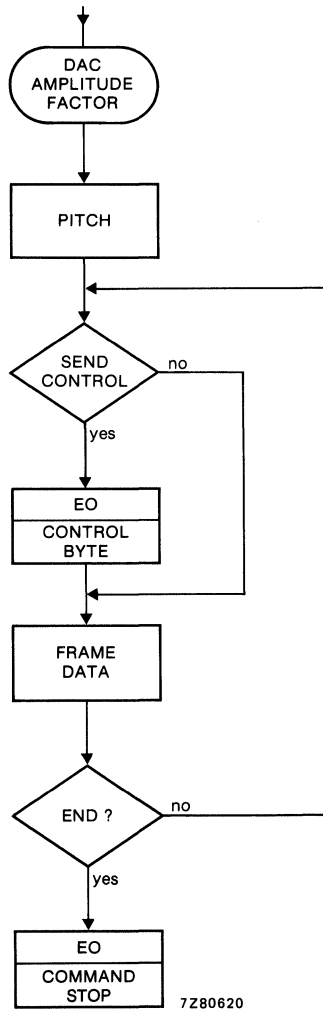 DAC
AMPLITUDE
FACTOR
PITCH
SEND
CONTROL
no
yes
EO
CONTROL
BYTE
FRAME
DATA
END ?
no
yes
EO
COMMAND
STOP
7Z80620